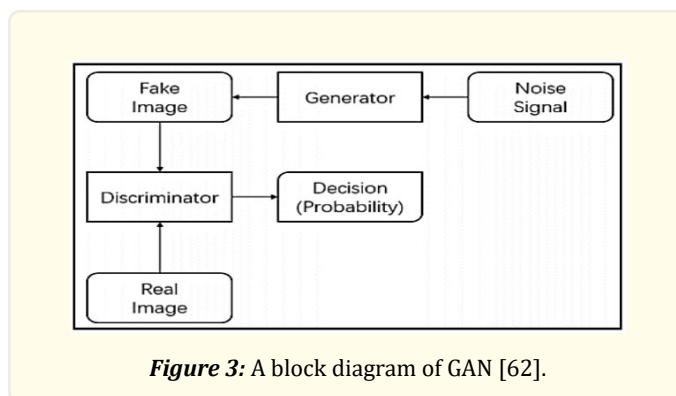 Fake
Image
Generator
Noise
Signal
Discriminator
Decision
(Probability)
Real
Image
Figure 3: A block diagram of GAN [62].